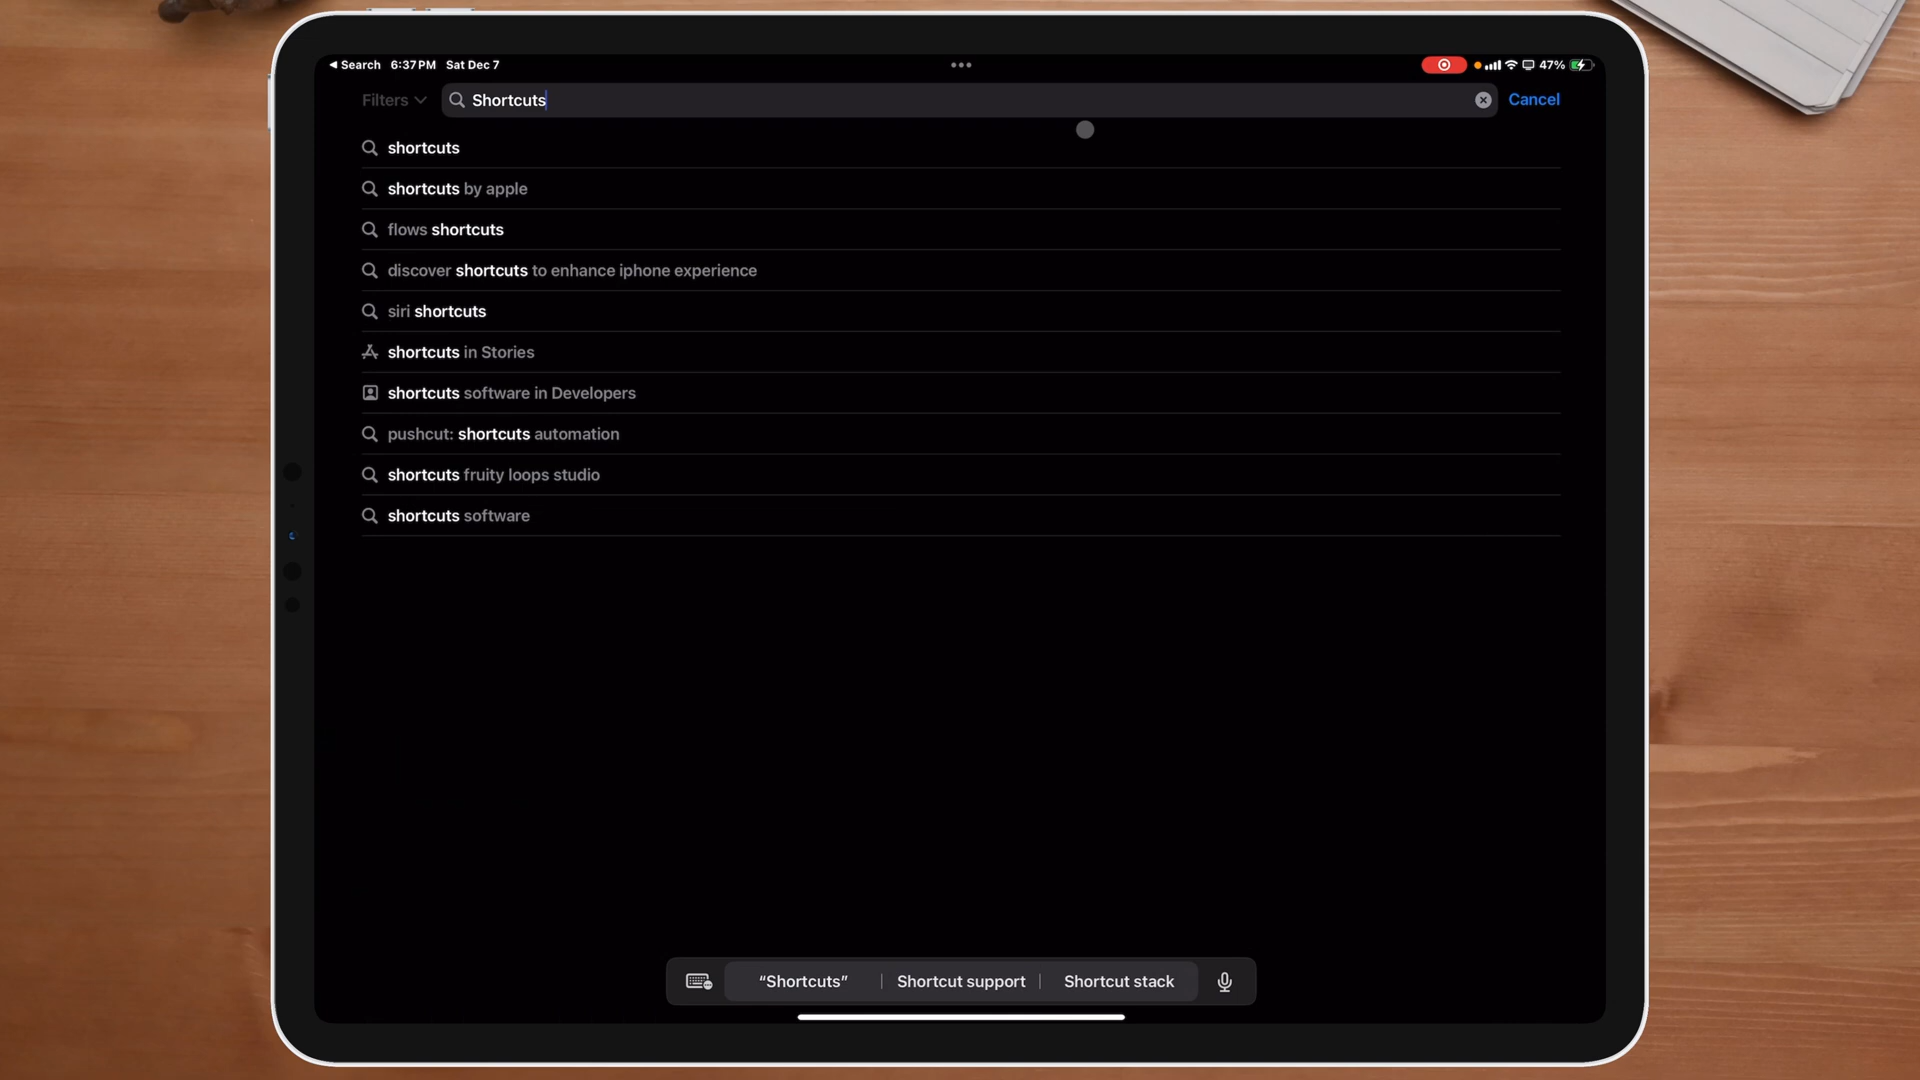 Search 6:37 PM Sat Dec 7 47%
Filters Shortcuts Cancel
shortcuts
shortcuts by apple
flows shortcuts
discover shortcuts to enhance iphone experience
siri shortcuts
shortcuts in Stories
shortcuts software in Developers
pushcut: shortcuts automation
shortcuts fruity loops studio
shortcuts software
“Shortcuts” Shortcut support Shortcut stack